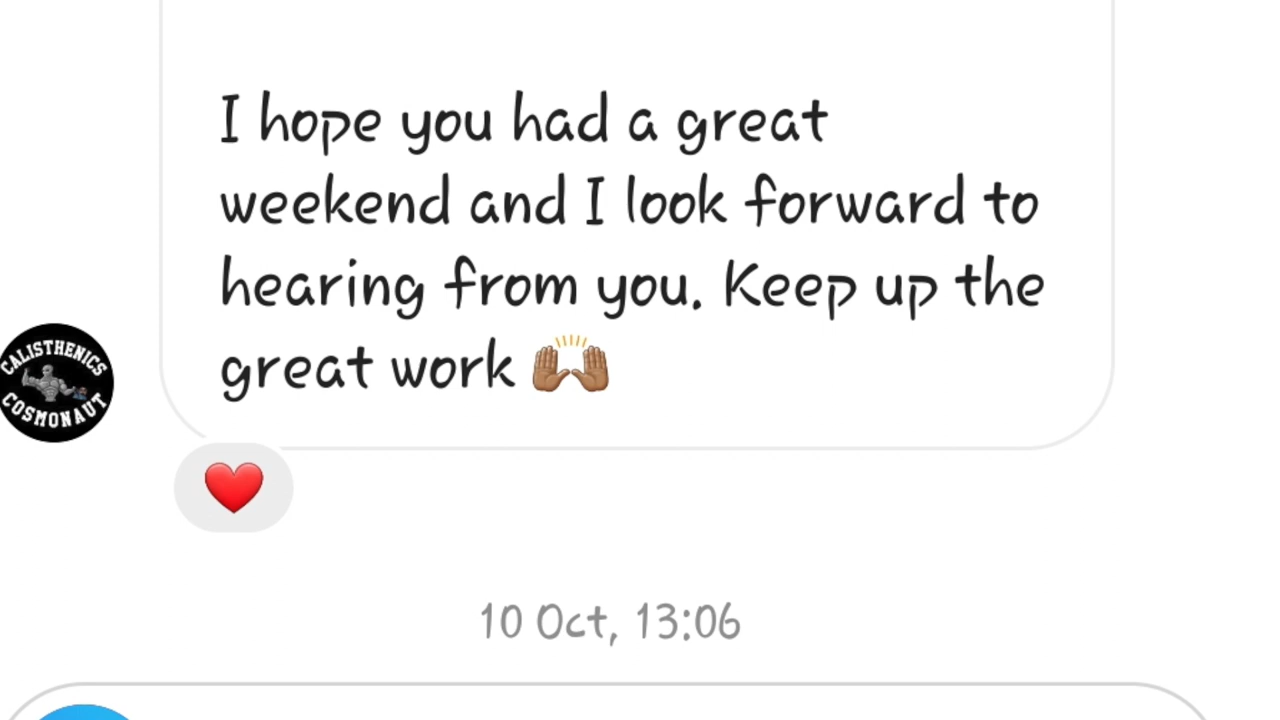 I hope you had a great
weekend and I look forward to
hearing from you. Keep up the
great work 🙌🏾
CALISTHENICS
COSMONAUT
10 Oct, 13:06